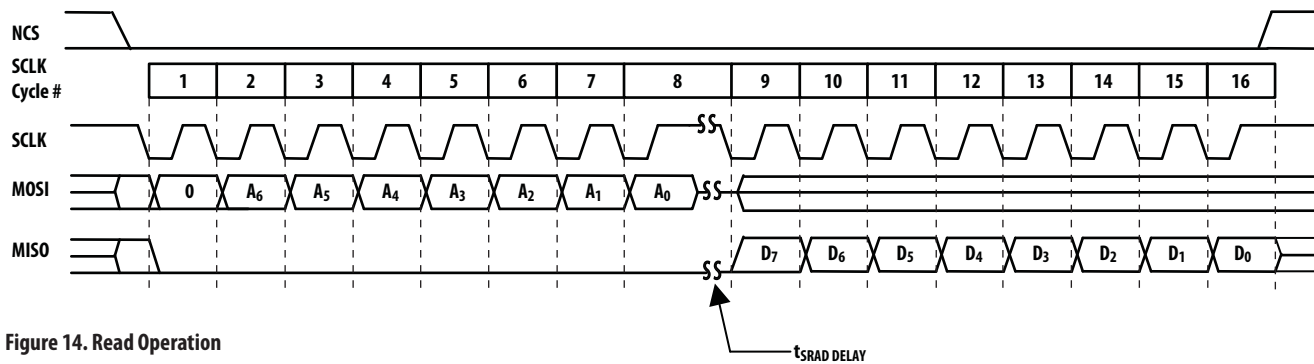 NCS
SCLK
Cycle #
1 2 3 4 5 6 7 8 9 10 11 12 13 14 15 16
SCLK
MOSI 0 A6 A5 A4 A3 A2 A1 A0
MISO D7 D6 D5 D4 D3 D2 D1 D0
Figure 14. Read Operation
tSRAD DELAY